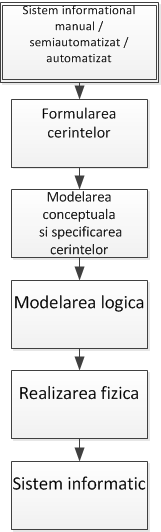 Sistem informational
manual /
semiautomatizat /
automatizat
Formularea
cerintelor
Modelarea
conceptuala
si specificarea
cerintelor
Modelarea logica
Realizarea fizica
Sistem informatic